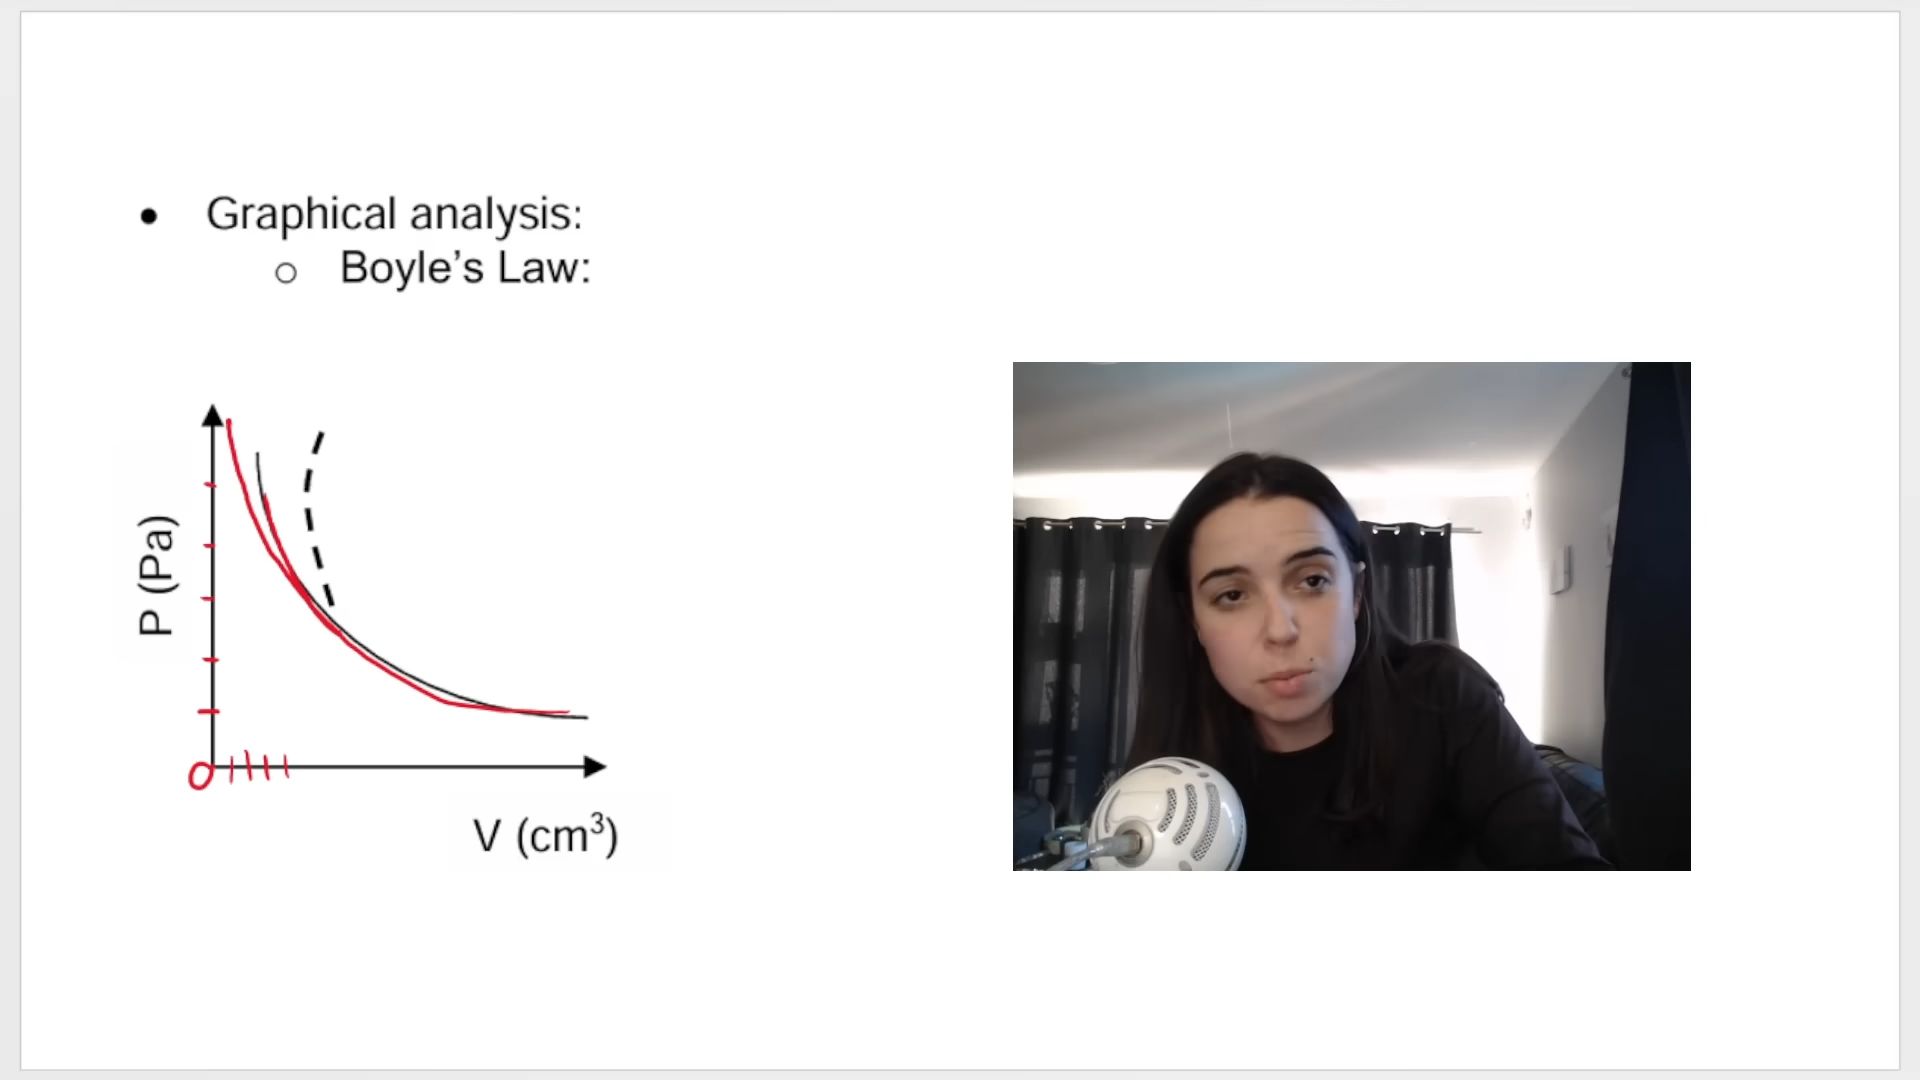 • Graphical analysis:
○ Boyle’s Law:
P (Pa)
0
V (cm³)